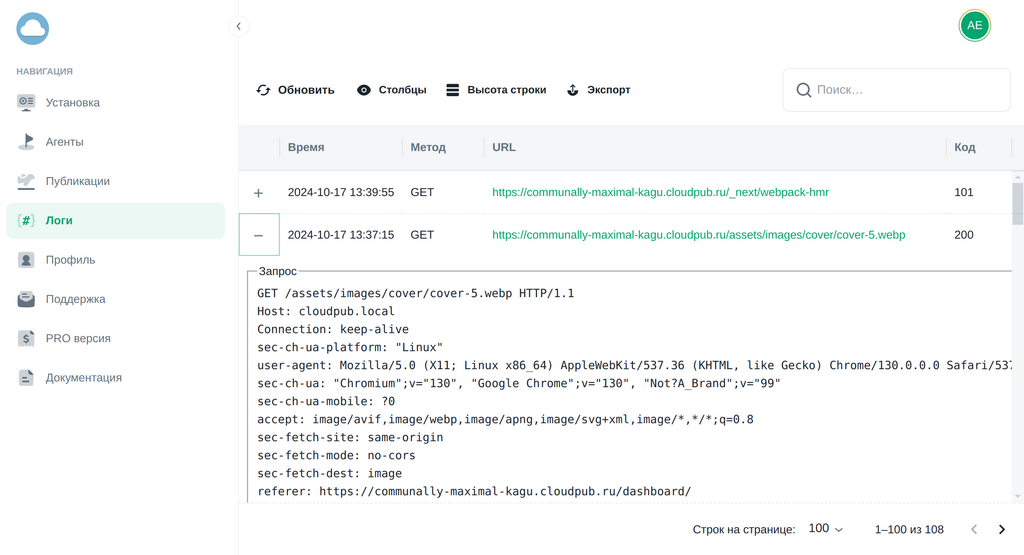 AE
НАВИГАЦИЯ
Установка
Агенты
Публикации
{#} Логи
Профиль
Поддержка
$ PRO версия
Документация
Обновить Столбцы Высота строки Экспорт Поиск…
Время Метод URL Код
+ 2024-10-17 13:39:55 GET https://communally-maximal-kagu.cloudpub.ru/_next/webpack-hmr 101
− 2024-10-17 13:37:15 GET https://communally-maximal-kagu.cloudpub.ru/assets/images/cover/cover-5.webp 200
Запрос
GET /assets/images/cover/cover-5.webp HTTP/1.1
Host: cloudpub.local
Connection: keep-alive
sec-ch-ua-platform: "Linux"
user-agent: Mozilla/5.0 (X11; Linux x86_64) AppleWebKit/537.36 (KHTML, like Gecko) Chrome/130.0.0.0 Safari/537
sec-ch-ua: "Chromium";v="130", "Google Chrome";v="130", "Not?A_Brand";v="99"
sec-ch-ua-mobile: ?0
accept: image/avif,image/webp,image/apng,image/svg+xml,image/*,*/*;q=0.8
sec-fetch-site: same-origin
sec-fetch-mode: no-cors
sec-fetch-dest: image
referer: https://communally-maximal-kagu.cloudpub.ru/dashboard/
Строк на странице: 100 1–100 из 108